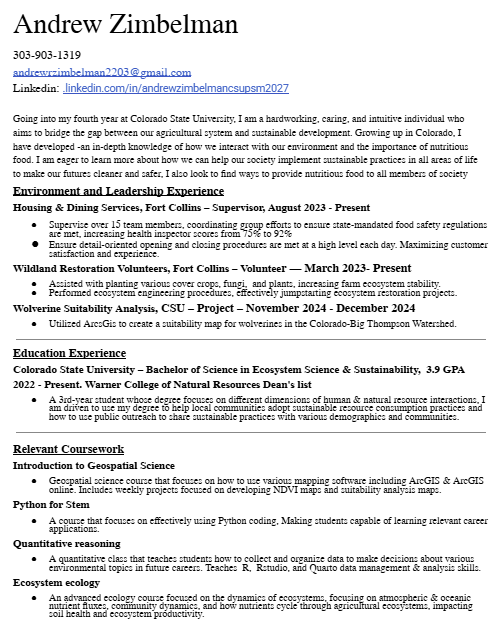 Andrew Zimbelman
303-903-1319
andrewrzimbelman2203@gmail.com
Linkedin: .linkedin.com/in/andrewzimbelmancsupsm2027
Going into my fourth year at Colorado State University, I am a hardworking, caring, and intuitive individual who
aims to bridge the gap between our agricultural system and sustainable development. Growing up in Colorado, I
have developed -an in-depth knowledge of how we interact with our environment and the importance of nutritious
food. I am eager to learn more about how we can help our society implement sustainable practices in all areas of life
to make our futures cleaner and safer, I also look to find ways to provide nutritious food to all members of society
Environment and Leadership Experience
Housing & Dining Services, Fort Collins – Supervisor, August 2023 - Present
● Supervise over 15 team members, coordinating group efforts to ensure state-mandated food safety regulations
are met, increasing health inspector scores from 75% to 92%
● Ensure detail-oriented opening and closing procedures are met at a high level each day. Maximizing customer
satisfaction and experience.
Wildland Restoration Volunteers, Fort Collins – Volunteer — March 2023- Present
● Assisted with planting various cover crops, fungi, and plants, increasing farm ecosystem stability.
● Performed ecosystem engineering procedures, effectively jumpstarting ecosystem restoration projects.
Wolverine Suitability Analysis, CSU – Project – November 2024 - December 2024
● Utilized ArcsGis to create a suitability map for wolverines in the Colorado-Big Thompson Watershed.
Education Experience
Colorado State University – Bachelor of Science in Ecosystem Science & Sustainability, 3.9 GPA
2022 - Present. Warner College of Natural Resources Dean's list
● A 3rd-year student whose degree focuses on different dimensions of human & natural resource interactions, I
am driven to use my degree to help local communities adopt sustainable resource consumption practices and
how to use public outreach to share sustainable practices with various demographics and communities.
Relevant Coursework
Introduction to Geospatial Science
● Geospatial science course that focuses on how to use various mapping software including ArcGIS & ArcGIS
online. Includes weekly projects focused on developing NDVI maps and suitability analysis maps.
Python for Stem
● A course that focuses on effectively using Python coding, Making students capable of learning relevant career
applications.
Quantitative reasoning
● A quantitative class that teaches students how to collect and organize data to make decisions about various
environmental topics in future careers. Teaches R, Rstudio, and Quarto data management & analysis skills.
Ecosystem ecology
● An advanced ecology course focused on the dynamics of ecosystems, focusing on atmospheric & oceanic
nutrient fluxes, community dynamics, and how nutrients cycle through agricultural ecosystems, impacting
soil health and ecosystem productivity.